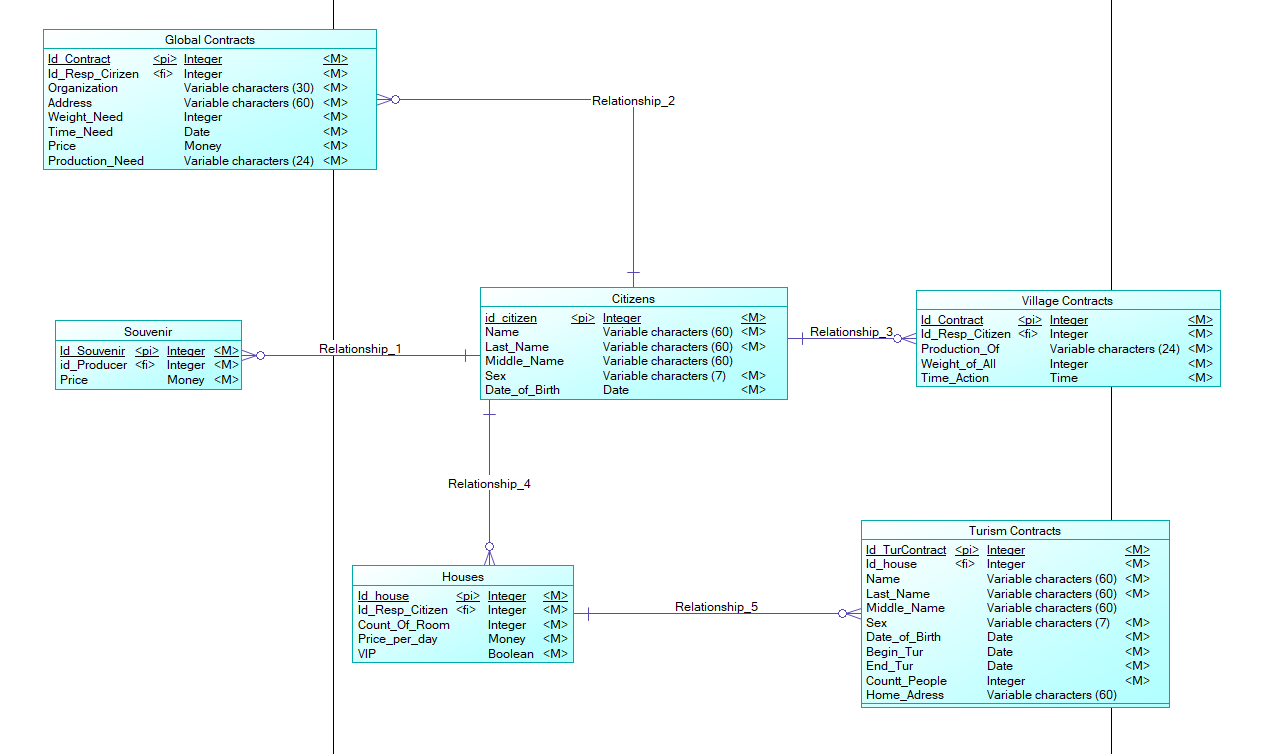 Global Contracts
Id_Contract <pi> Integer <M>
Id_Resp_Cirizen <fi> Integer <M>
Organization Variable characters (30) <M>
Address Variable characters (60) <M>
Weight_Need Integer <M>
Time_Need Date <M>
Price Money <M>
Production_Need Variable characters (24) <M>
Relationship_2
Citizens
id_citizen <pi> Integer <M>
Name Variable characters (60) <M>
Last_Name Variable characters (60) <M>
Middle_Name Variable characters (60)
Sex Variable characters (7) <M>
Date_of_Birth Date <M>
Village Contracts
Id_Contract <pi> Integer <M>
Id_Resp_Citizen <fi> Integer <M>
Production_Of Variable characters (24) <M>
Weight_of_All Integer <M>
Time_Action Time <M>
Relationship_3
Souvenir
Id_Souvenir <pi> Integer <M>
id_Producer <fi> Integer <M>
Price Money <M>
Relationship_1
Relationship_4
Houses
Id_house <pi> Integer <M>
Id_Resp_Citizen <fi> Integer <M>
Count_Of_Room Integer <M>
Price_per_day Money <M>
VIP Boolean <M>
Relationship_5
Turism Contracts
Id_TurContract <pi> Integer <M>
Id_house <fi> Integer <M>
Name Variable characters (60) <M>
Last_Name Variable characters (60) <M>
Middle_Name Variable characters (60)
Sex Variable characters (7) <M>
Date_of_Birth Date <M>
Begin_Tur Date <M>
End_Tur Date <M>
Countt_People Integer <M>
Home_Adress Variable characters (60)